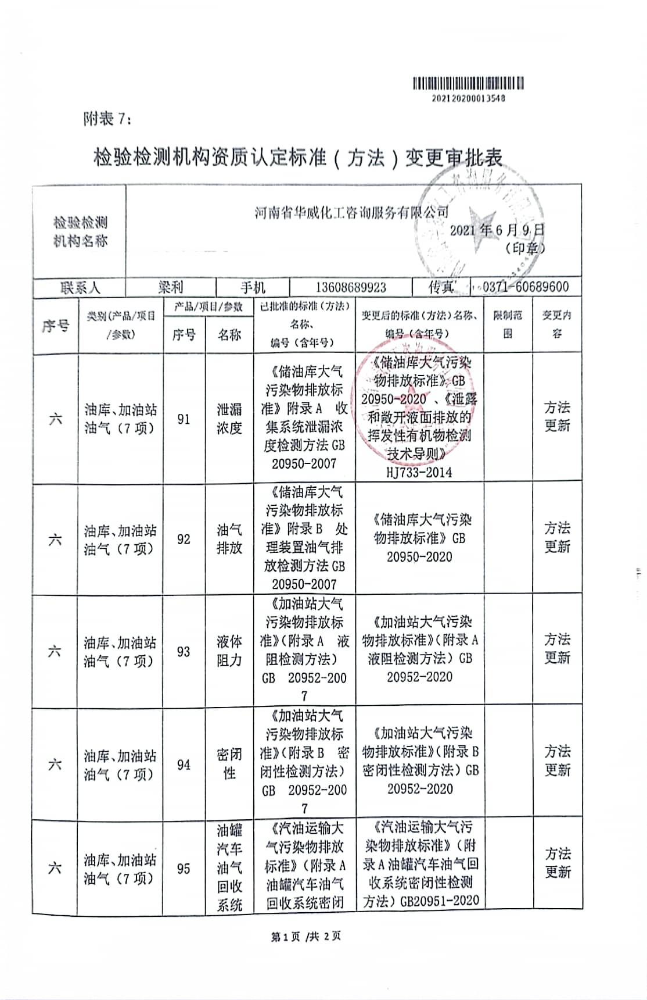 202120200013548
附表 7：
检验检测机构资质认定标准（方法）变更审批表
检验检测
机构名称
河南省华威化工咨询服务有限公司
2021 年 6 月 9 日
（印章）
联系人 梁利 手机 13608689923 传真 0371-60689600
序号
类别(产品/项目
/参数)
产品/项目/参数
序号 名称
已批准的标准（方法）
名称、
编号（含年号）
变更后的标准（方法）名称、
编号（含年号）
限制范
围
变更内
容
六
油库、加油站
油气（7 项）
91
泄漏
浓度
《储油库大气
污染物排放标
准》附录 A 收
集系统泄漏浓
度检测方法 GB
20950-2007
《储油库大气污染
物排放标准》GB
20950-2020 、《泄露
和敞开液面排放的
挥发性有机物检测
技术导则》
HJ733-2014
方法
更新
六
油库、加油站
油气（7 项）
92
油气
排放
《储油库大气
污染物排放标
准》附录 B 处
理装置油气排
放检测方法 GB
20950-2007
《储油库大气污染
物排放标准》GB
20950-2020
方法
更新
六
油库、加油站
油气（7 项）
93
液体
阻力
《加油站大气
污染物排放标
准》（附录 A 液
阻检测方法）
GB 20952-200
7
《加油站大气污染
物排放标准》（附录 A
液阻检测方法）GB
20952-2020
方法
更新
六
油库、加油站
油气（7 项）
94
密闭
性
《加油站大气
污染物排放标
准》（附录 B 密
闭性检测方法）
GB 20952-200
7
《加油站大气污染
物排放标准》（附录 B
密闭性检测方法）GB
20952-2020
方法
更新
六
油库、加油站
油气（7 项）
95
油罐
汽车
油气
回收
系统
《汽油运输大
气污染物排放
标准》（附录 A
油罐汽车油气
回收系统密闭
《汽油运输大气污
染物排放标准》（附
录 A 油罐汽车油气回
收系统密闭性检测
方法）GB20951-2020
方法
更新
第 1 页 /共 2 页